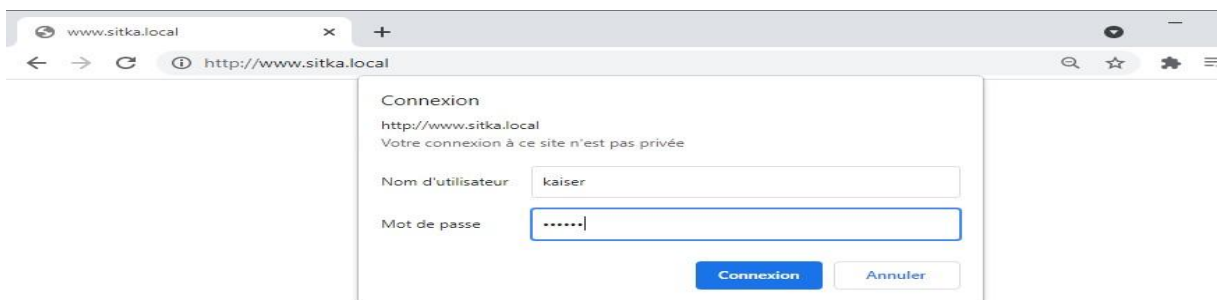 www.sitka.local
http://www.sitka.local
Connexion
http://www.sitka.local
Votre connexion à ce site n'est pas privée
Nom d'utilisateur kaiser
Mot de passe ••••••
Connexion Annuler